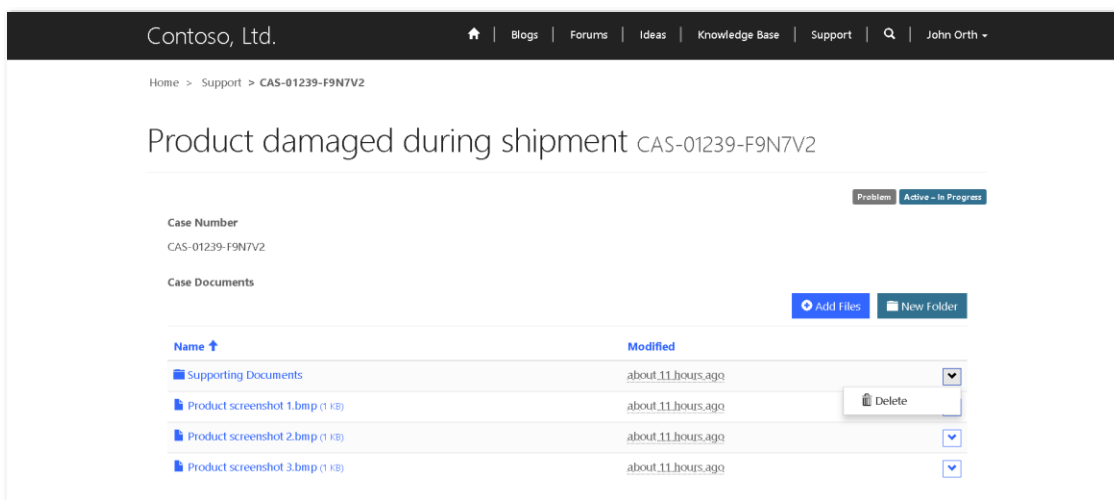 Contoso, Ltd. | Blogs | Forums | Ideas | Knowledge Base | Support | | John Orth
Home > Support > CAS-01239-F9N7V2
Product damaged during shipment CAS-01239-F9N7V2
Problem Active – In Progress
Case Number
CAS-01239-F9N7V2
Case Documents
Add Files New Folder
Name Modified
Supporting Documents about 11 hours ago
Delete
Product screenshot 1.bmp (1 KB) about 11 hours ago
Product screenshot 2.bmp (1 KB) about 11 hours ago
Product screenshot 3.bmp (1 KB) about 11 hours ago